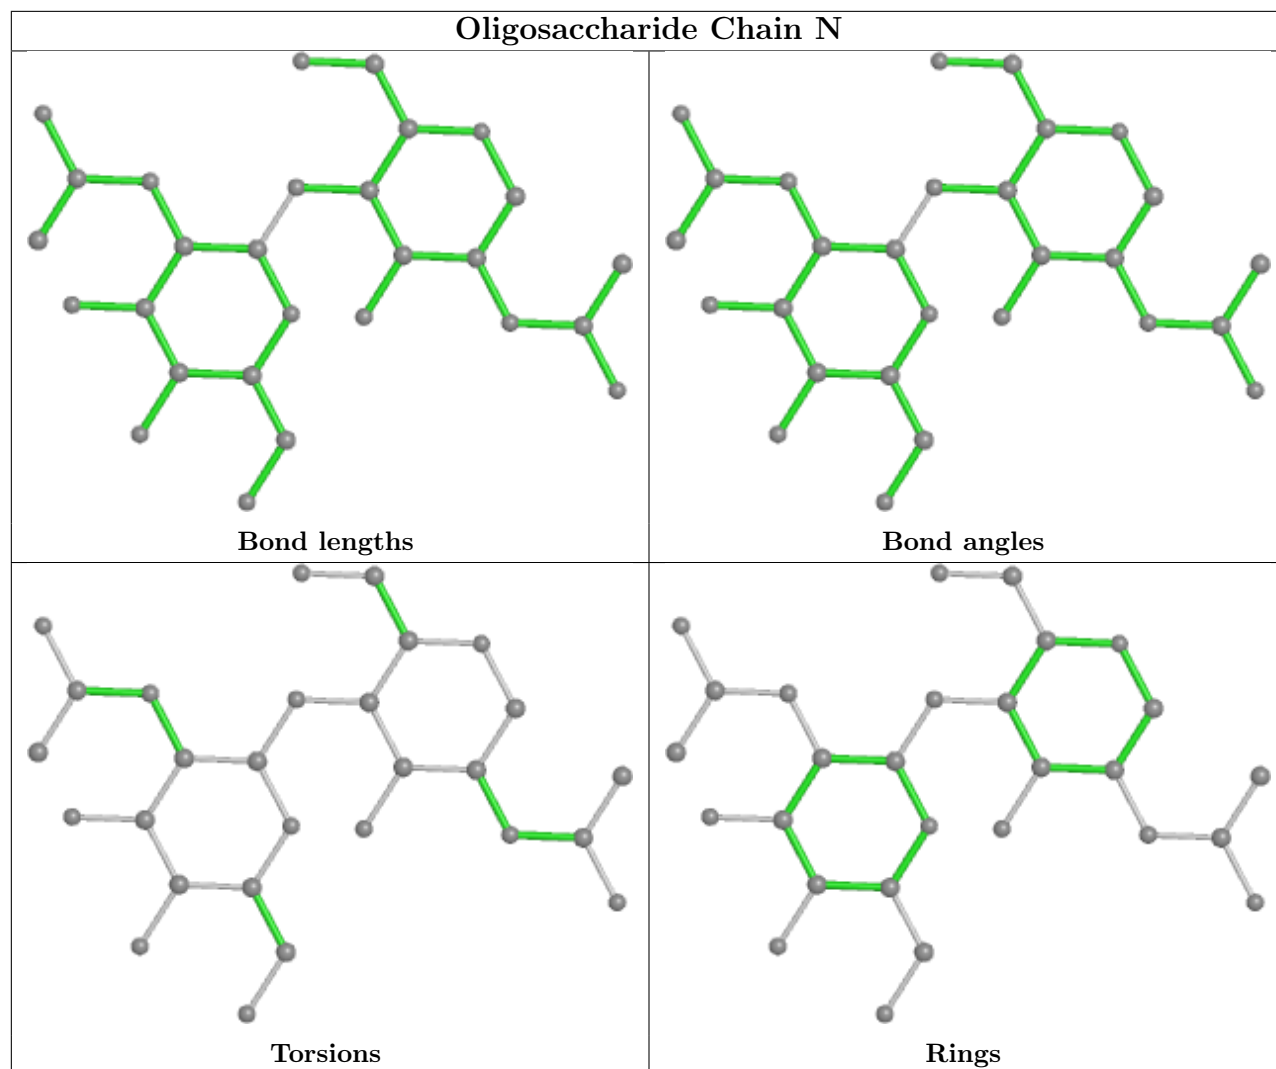 Oligosaccharide Chain N
Bond lengths
Bond angles
Torsions
Rings